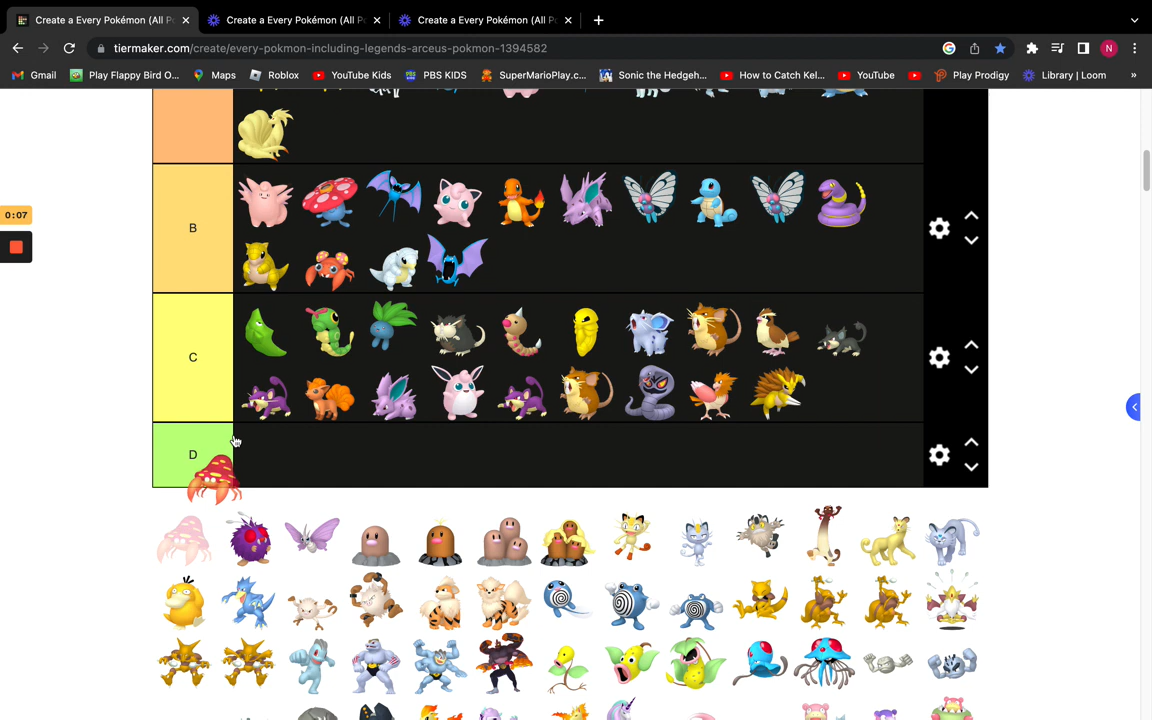 Create a Every Pokémon (All P
Create a Every Pokémon (All P
Create a Every Pokémon (All P
tiermaker.com/create/every-pokmon-including-legends-arceus-pokmon-1394582
N
Gmail
Play Flappy Bird O...
Maps
Roblox
YouTube Kids
PBS KIDS
SuperMarioPlay.c...
Sonic the Hedgeh...
How to Catch Kel...
YouTube
Play Prodigy
Library | Loom
»
0:07
B
C
D